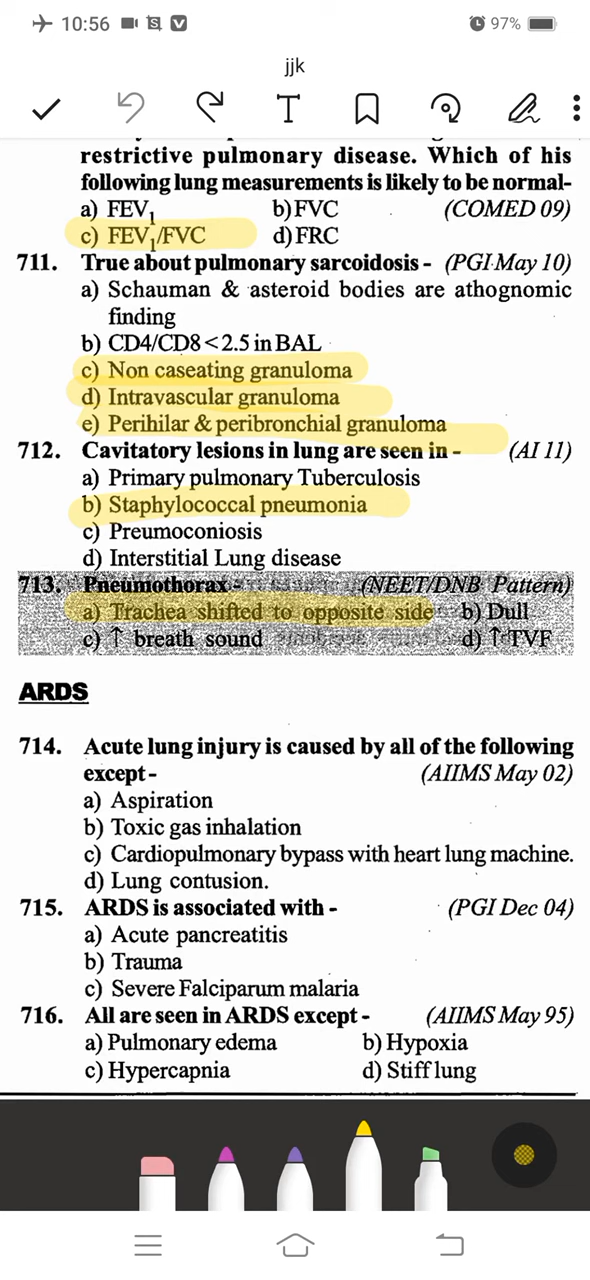 10:56
97%
jjk
restrictive pulmonary disease. Which of his
following lung measurements is likely to be normal-
a) FEV₁ b) FVC (COMED 09)
c) FEV₁/FVC d) FRC
711. True about pulmonary sarcoidosis - (PGI May 10)
a) Schauman & asteroid bodies are athognomic
finding
b) CD4/CD8 < 2.5 in BAL
c) Non caseating granuloma
d) Intravascular granuloma
e) Perihilar & peribronchial granuloma
712. Cavitatory lesions in lung are seen in - (AI 11)
a) Primary pulmonary Tuberculosis
b) Staphylococcal pneumonia
c) Preumoconiosis
d) Interstitial Lung disease
713. Pneumothorax - (NEET/DNB Pattern)
a) Trachea shifted to opposite side b) Dull
c) ↑ breath sound d) ↑ TVF
ARDS
714. Acute lung injury is caused by all of the following
except - (AIIMS May 02)
a) Aspiration
b) Toxic gas inhalation
c) Cardiopulmonary bypass with heart lung machine.
d) Lung contusion.
715. ARDS is associated with - (PGI Dec 04)
a) Acute pancreatitis
b) Trauma
c) Severe Falciparum malaria
716. All are seen in ARDS except - (AIIMS May 95)
a) Pulmonary edema b) Hypoxia
c) Hypercapnia d) Stiff lung